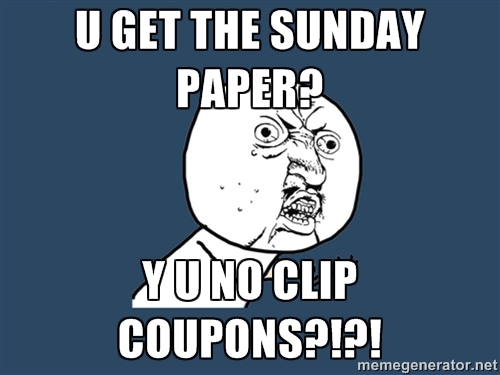 U GET THE SUNDAY
PAPER?
Y U NO CLIP
COUPONS?!?!
memegenerator.net